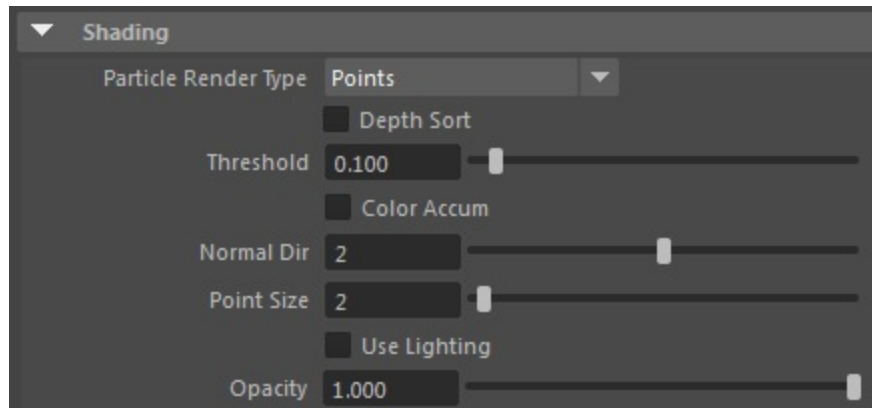 Shading
Particle Render Type Points
Depth Sort
Threshold 0.100
Color Accum
Normal Dir 2
Point Size 2
Use Lighting
Opacity 1.000